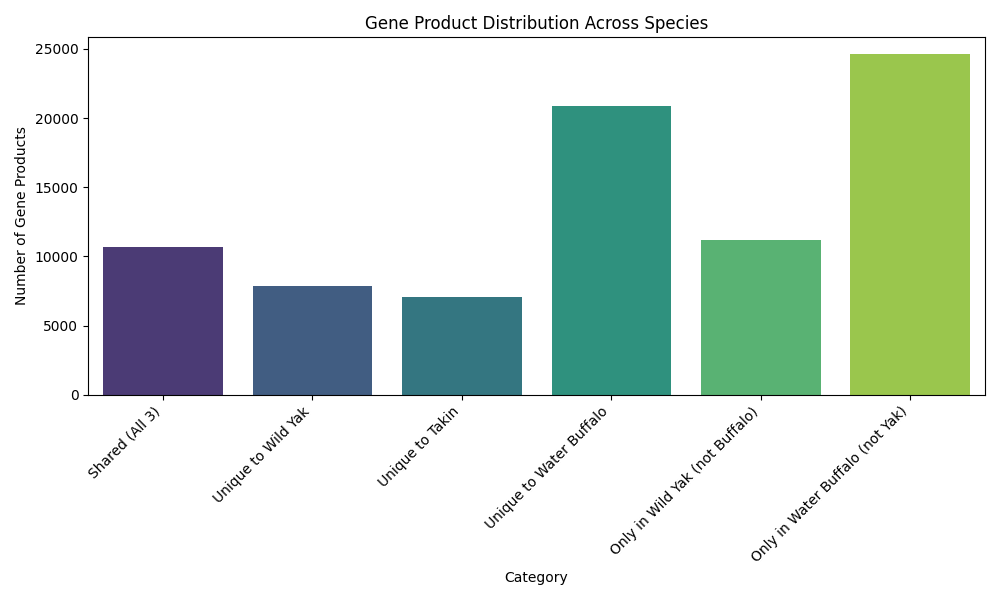 Gene Product Distribution Across Species
Number of Gene Products
25000
20000
15000
10000
5000
0
Shared (All 3)
Unique to Wild Yak
Unique to Takin
Unique to Water Buffalo
Only in Wild Yak (not Buffalo)
Only in Water Buffalo (not Yak)
Category